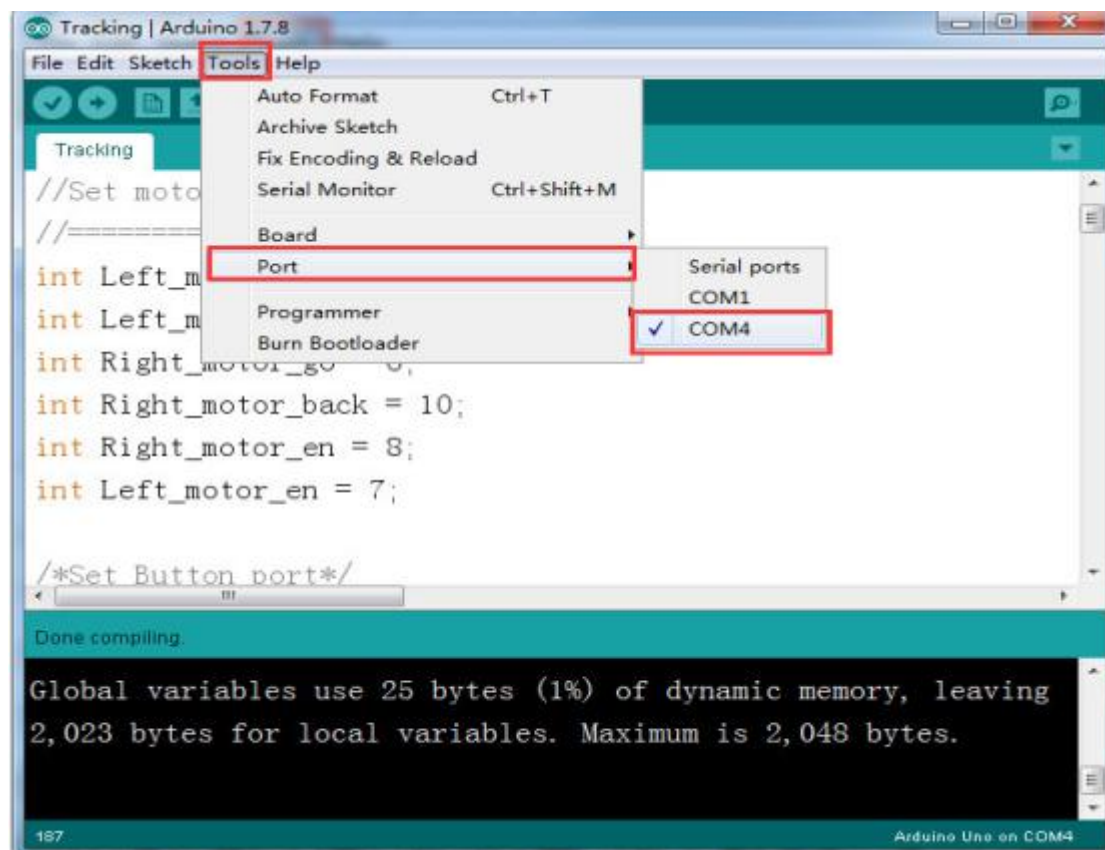 Tracking | Arduino 1.7.8
File Edit Sketch Tools Help
Auto Format Ctrl+T
Archive Sketch
Tracking
Fix Encoding & Reload
//Set moto
Serial Monitor Ctrl+Shift+M
//==========
Board
Port
Serial ports
int Left_m
COM1
Programmer
COM4
int Left_m
Burn Bootloader
int Right_motor_go
int Right_motor_back = 10;
int Right_motor_en = 8;
int Left_motor_en = 7;
/*Set Button port*/
Done compiling.
Global variables use 25 bytes (1%) of dynamic memory, leaving
2,023 bytes for local variables. Maximum is 2,048 bytes.
187
Arduino Uno on COM4